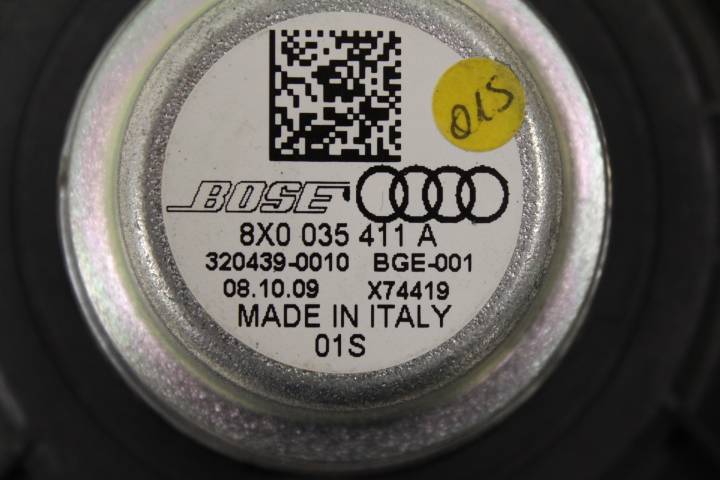 01S
BOSE
8X0 035 411 A
320439-0010 BGE-001
08.10.09 X74419
MADE IN ITALY
01S